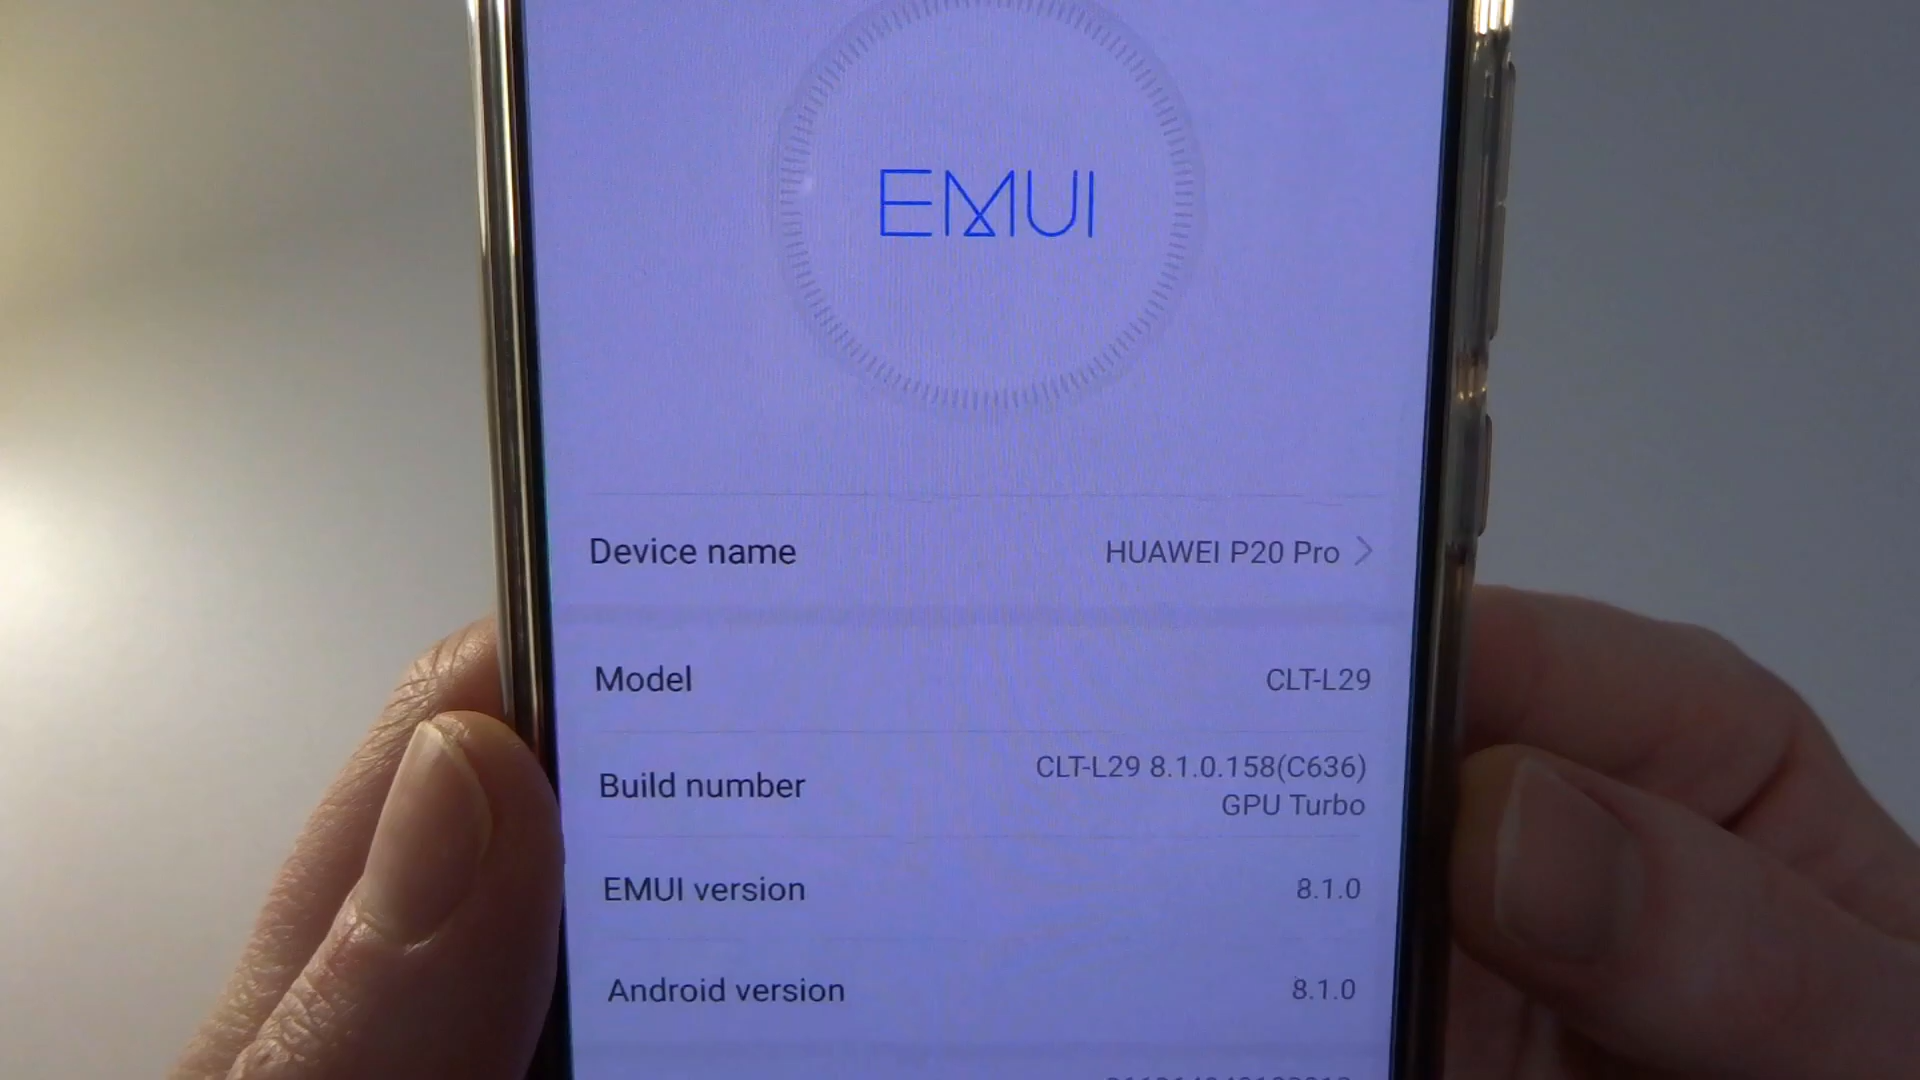 EMUI
Device name HUAWEI P20 Pro
Model CLT-L29
Build number CLT-L29 8.1.0.158(C636)
GPU Turbo
EMUI version 8.1.0
Android version 8.1.0